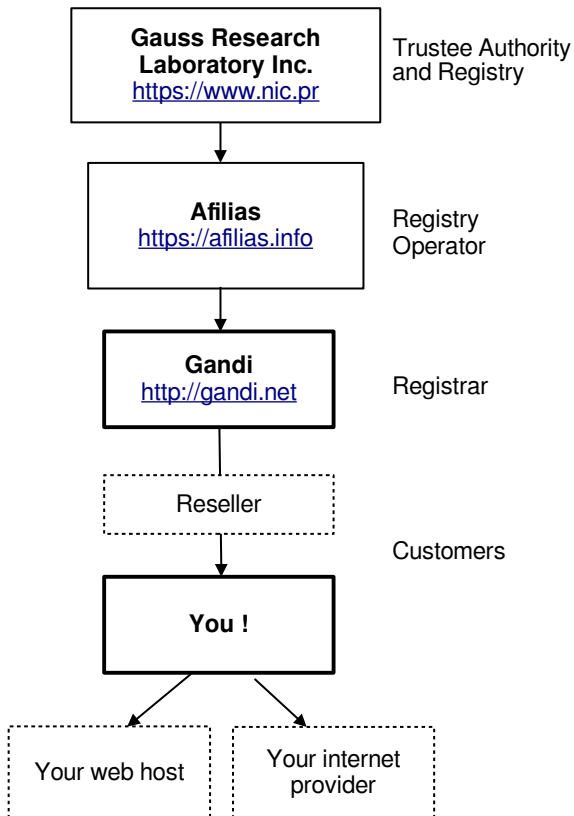 Gauss Research
Laboratory Inc.
https://www.nic.pr
Trustee Authority
and Registry
Afilias
https://afilias.info
Registry
Operator
Gandi
http://gandi.net
Registrar
Reseller
Customers
You !
Your web host
Your internet
provider